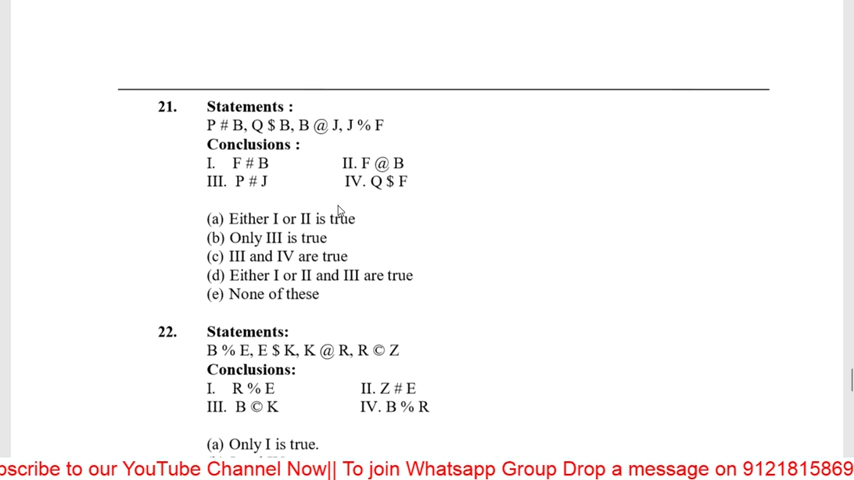 21. Statements :
P # B, Q $ B, B @ J, J % F
Conclusions :
I. F # B II. F @ B
III. P # J IV. Q $ F
(a) Either I or II is true
(b) Only III is true
(c) III and IV are true
(d) Either I or II and III are true
(e) None of these
22. Statements:
B % E, E $ K, K @ R, R © Z
Conclusions:
I. R % E II. Z # E
III. B © K IV. B % R
(a) Only I is true.
bscribe to our YouTube Channel Now|| To join Whatsapp Group Drop a message on 9121815869